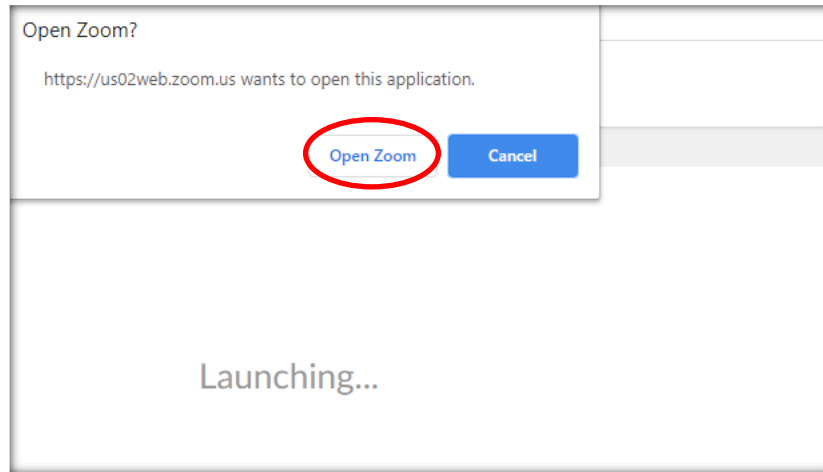 Open Zoom?
https://us02web.zoom.us wants to open this application.
Open Zoom
Cancel
Launching...